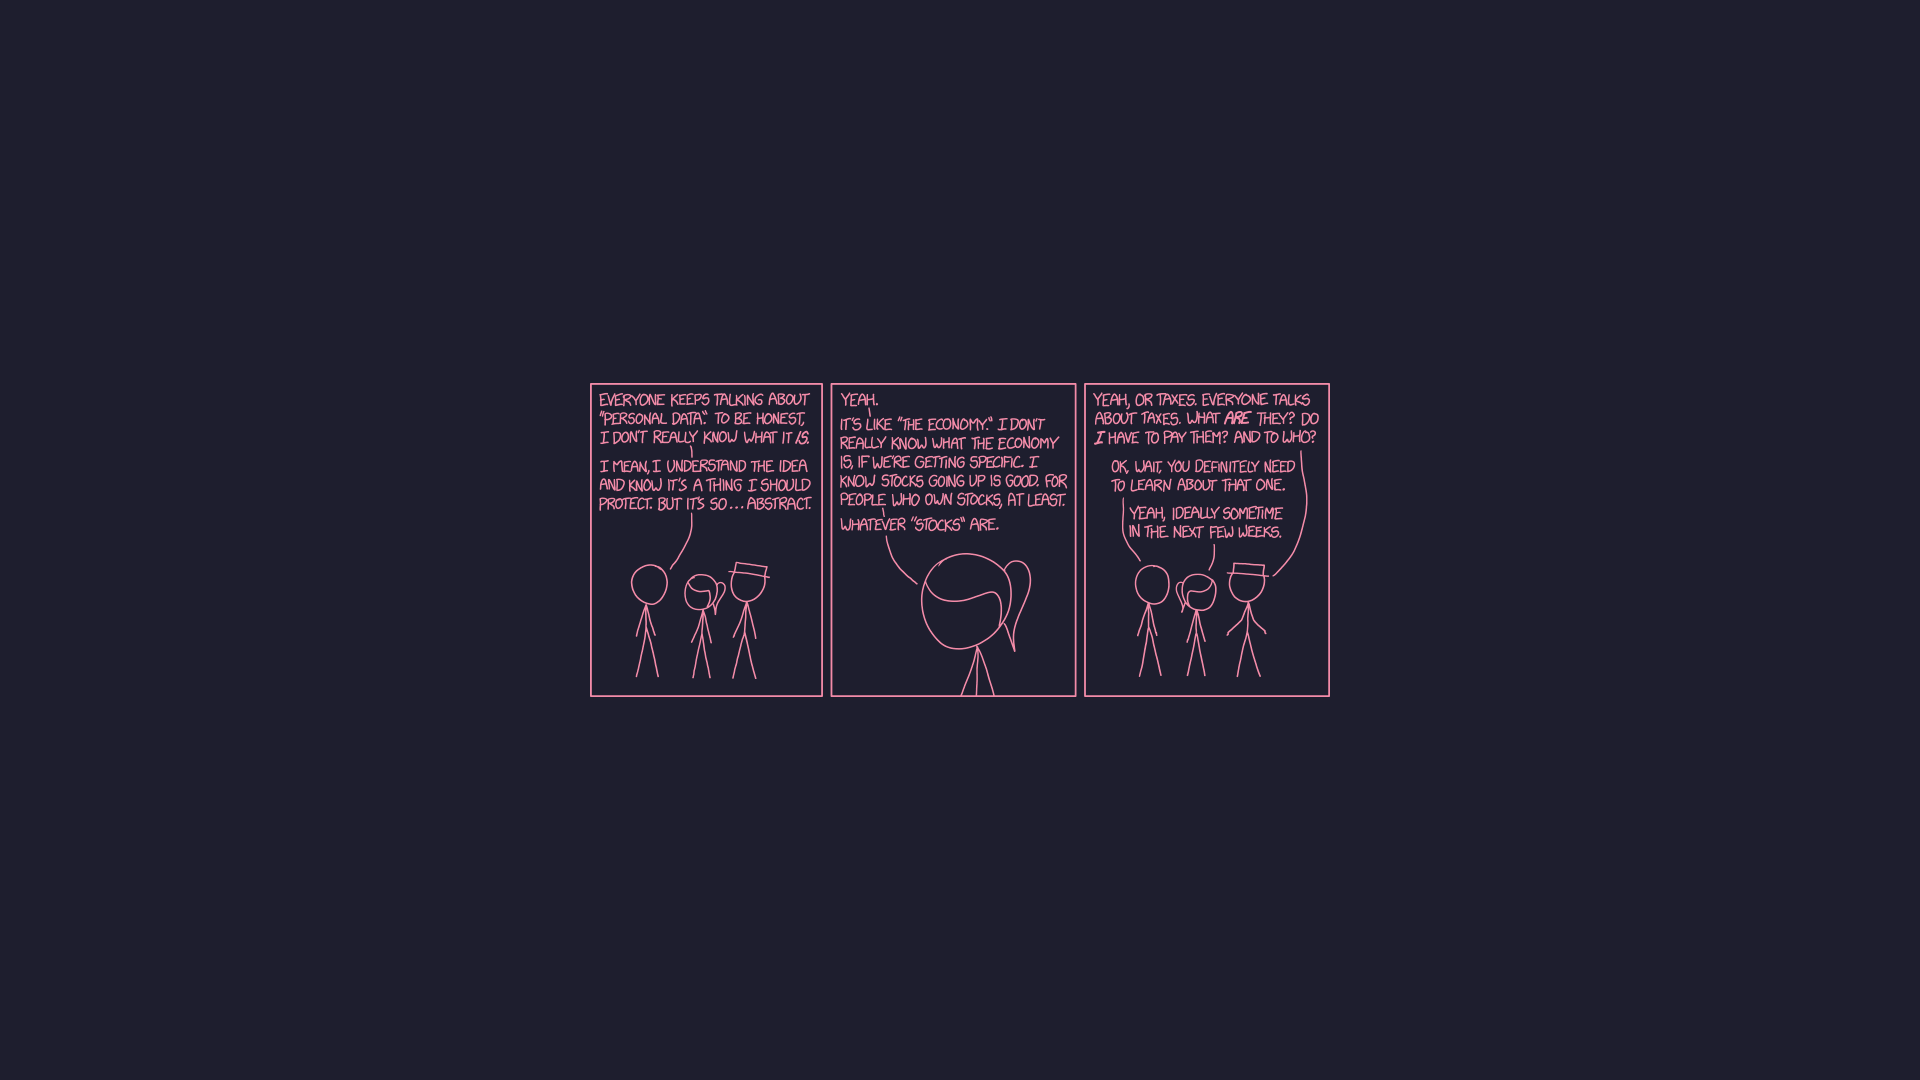 EVERYONE KEEPS TALKING ABOUT
"PERSONAL DATA." TO BE HONEST,
I DON'T REALLY KNOW WHAT IT IS.
I MEAN, I UNDERSTAND THE IDEA
AND KNOW IT'S A THING I SHOULD
PROTECT. BUT IT'S SO... ABSTRACT.
YEAH.
IT'S LIKE "THE ECONOMY." I DON'T
REALLY KNOW WHAT THE ECONOMY
IS, IF WE'RE GETTING SPECIFIC. I
KNOW STOCKS GOING UP IS GOOD. FOR
PEOPLE WHO OWN STOCKS, AT LEAST.
WHATEVER "STOCKS" ARE.
YEAH, OR TAXES. EVERYONE TALKS
ABOUT TAXES. WHAT ARE THEY? DO
I HAVE TO PAY THEM? AND TO WHO?
OK, WAIT, YOU DEFINITELY NEED
TO LEARN ABOUT THAT ONE.
YEAH, IDEALLY SOMETIME
IN THE NEXT FEW WEEKS.